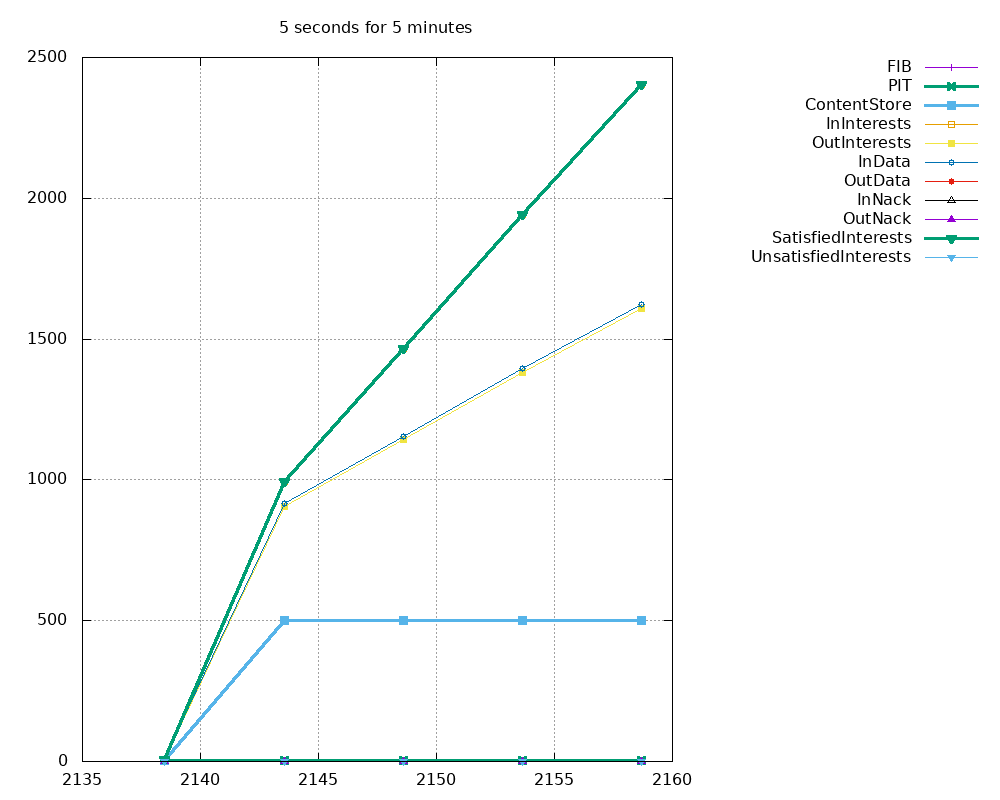 5 seconds for 5 minutes
2500
2000
1500
1000
500
0
2135 2140 2145 2150 2155 2160
FIB
PIT
ContentStore
InInterests
OutInterests
InData
OutData
InNack
OutNack
SatisfiedInterests
UnsatisfiedInterests